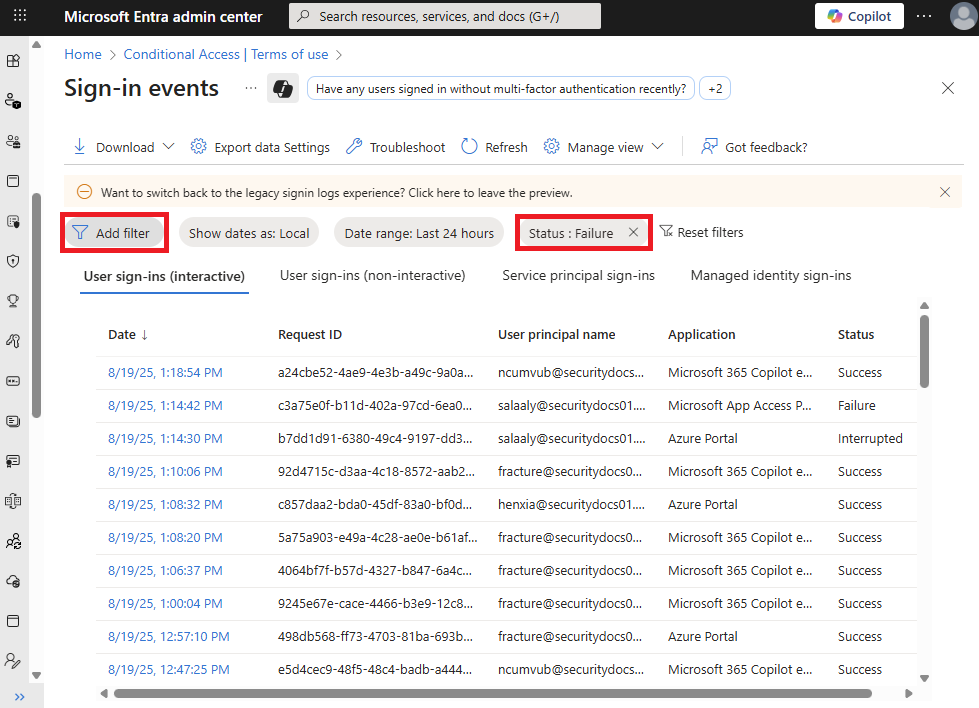 Microsoft Entra admin center
Search resources, services, and docs (G+/)
Copilot
Home > Conditional Access | Terms of use >
Sign-in events
Have any users signed in without multi-factor authentication recently?
+2
Download
Export data Settings
Troubleshoot
Refresh
Manage view
Got feedback?
Want to switch back to the legacy signin logs experience? Click here to leave the preview.
Add filter
Show dates as: Local
Date range: Last 24 hours
Status : Failure
Reset filters
User sign-ins (interactive)
User sign-ins (non-interactive)
Service principal sign-ins
Managed identity sign-ins
Date ↓ Request ID User principal name Application Status
8/19/25, 1:18:54 PM a24cbe52-4ae9-4e3b-a49c-9a0a... ncumvub@securitydocs... Microsoft 365 Copilot e... Success
8/19/25, 1:14:42 PM c3a75e0f-b11d-402a-97cd-6ea0... salaaly@securitydocs01.... Microsoft App Access P... Failure
8/19/25, 1:14:30 PM b7dd1d91-6380-49c4-9197-dd3... salaaly@securitydocs01.... Azure Portal Interrupted
8/19/25, 1:10:06 PM 92d4715c-d3aa-4c18-8572-aab2... fracture@securitydocs0... Microsoft 365 Copilot e... Success
8/19/25, 1:08:32 PM c857daa2-bda0-45df-83a0-bf0d... henxia@securitydocs01.... Azure Portal Success
8/19/25, 1:08:20 PM 5a75a903-e49a-4c28-ae0e-b61af... fracture@securitydocs0... Microsoft 365 Copilot e... Success
8/19/25, 1:06:37 PM 4064bf7f-b57d-4327-b847-6a4c... fracture@securitydocs0... Microsoft 365 Copilot e... Success
8/19/25, 1:00:04 PM 9245e67e-cace-4466-b3e9-12c8... fracture@securitydocs0... Microsoft 365 Copilot e... Success
8/19/25, 12:57:10 PM 498db568-ff73-4703-81ba-693b... fracture@securitydocs0... Azure Portal Success
8/19/25, 12:47:25 PM e5d4cec9-48f5-48c4-badb-a444... ncumvub@securitydocs... Microsoft 365 Copilot e... Success